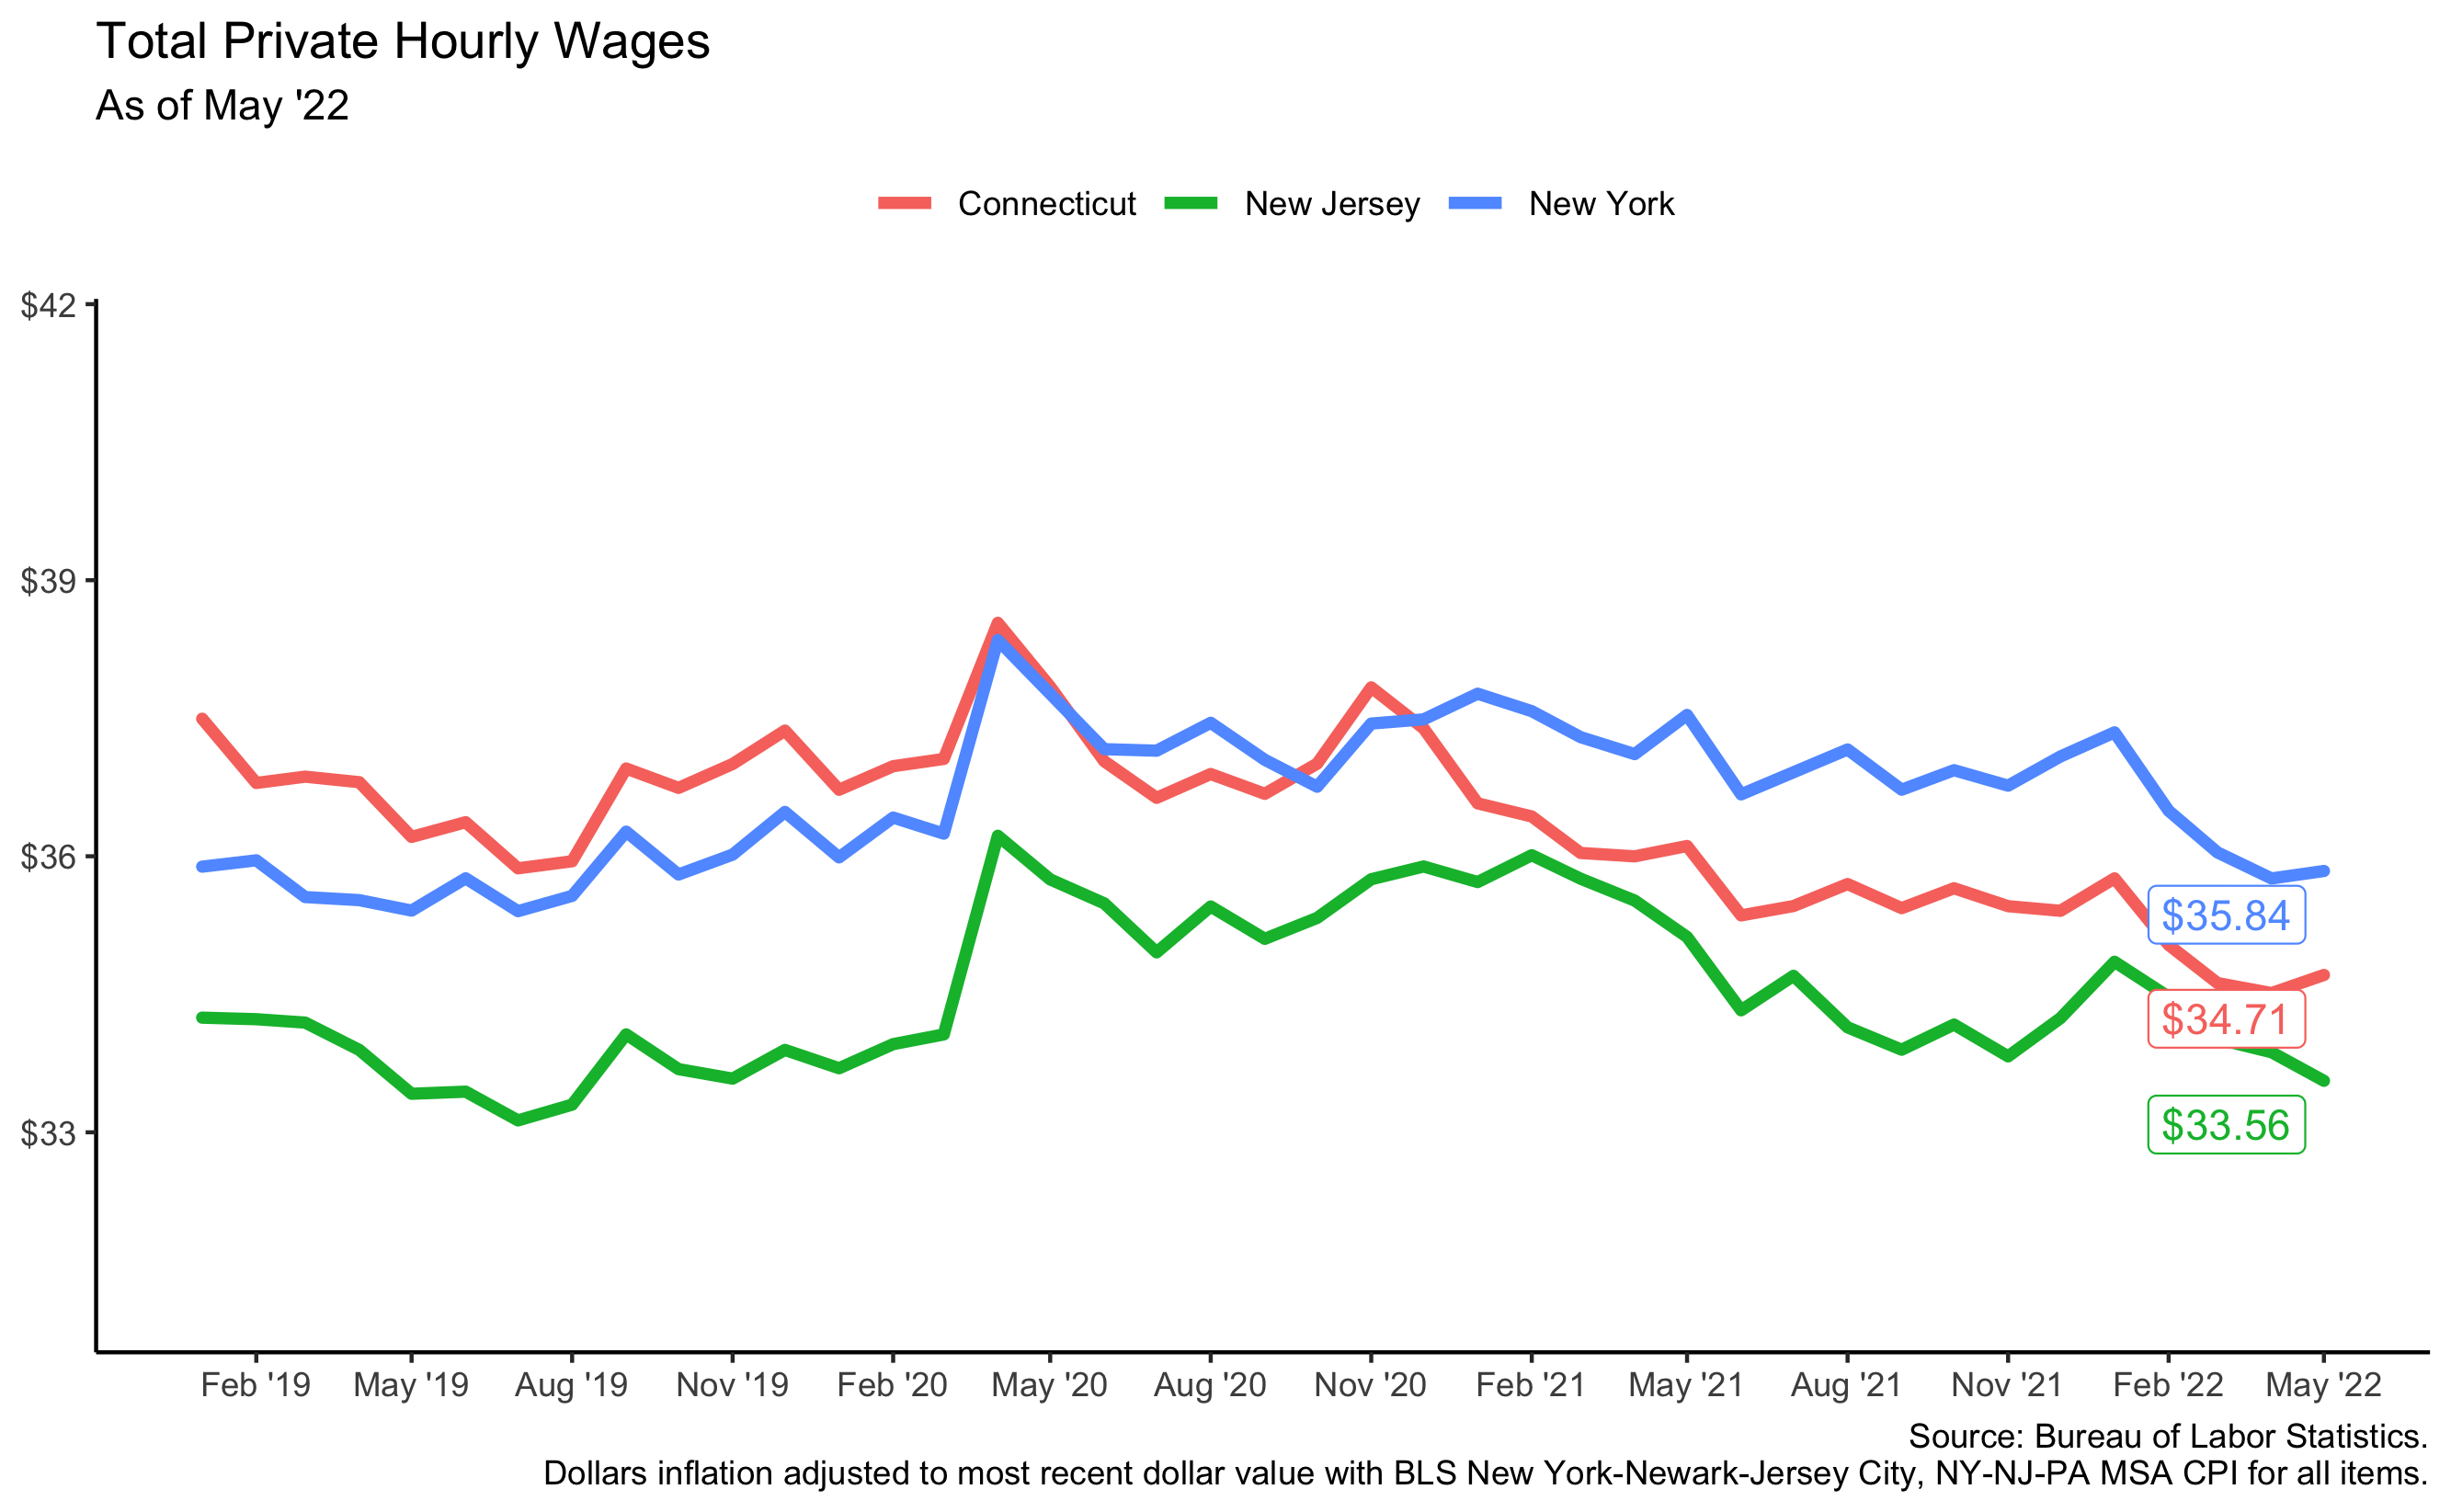 Total Private Hourly Wages
As of May '22
Connecticut New Jersey New York
$42
$39
$36
$33
$35.84
$34.71
$33.56
Feb '19 May '19 Aug '19 Nov '19 Feb '20 May '20 Aug '20 Nov '20 Feb '21 May '21 Aug '21 Nov '21 Feb '22 May '22
Source: Bureau of Labor Statistics.
Dollars inflation adjusted to most recent dollar value with BLS New York-Newark-Jersey City, NY-NJ-PA MSA CPI for all items.